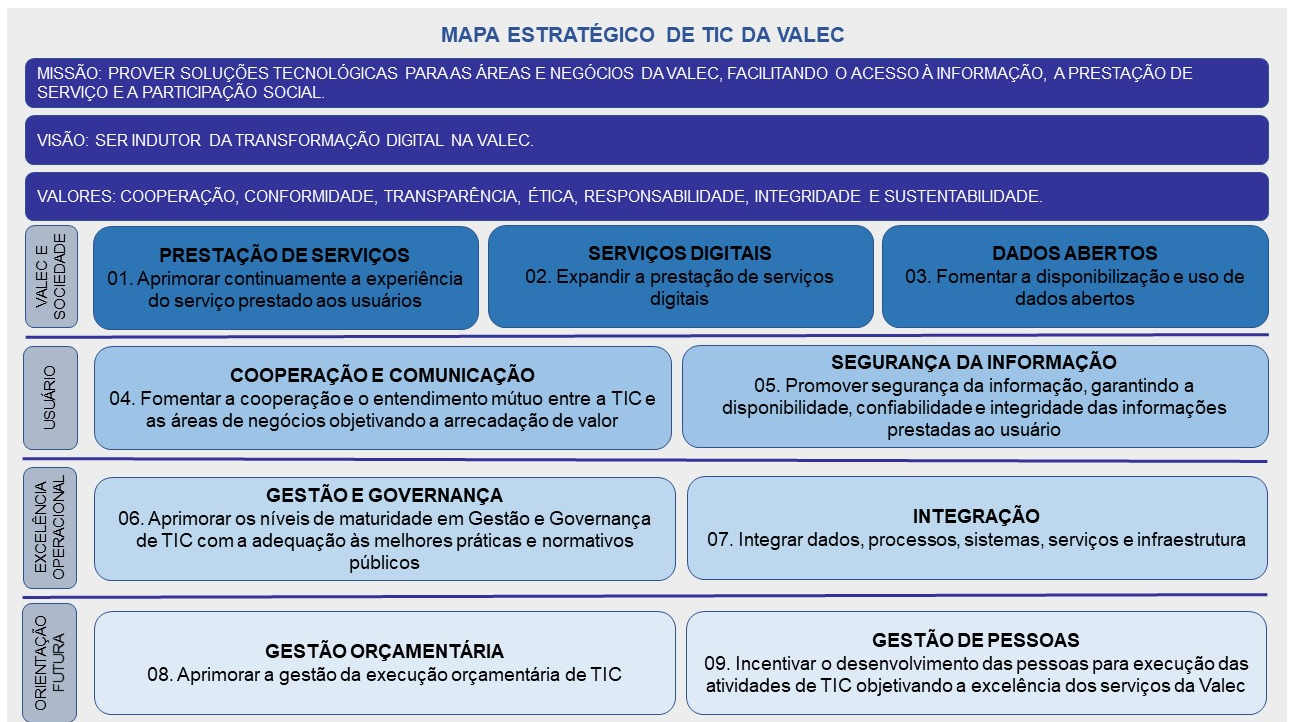 MAPA ESTRATÉGICO DE TIC DA VALEC
MISSÃO: PROVER SOLUÇÕES TECNOLÓGICAS PARA AS ÁREAS E NEGÓCIOS DA VALEC, FACILITANDO O ACESSO À INFORMAÇÃO, A PRESTAÇÃO DE
SERVIÇO E A PARTICIPAÇÃO SOCIAL.
VISÃO: SER INDUTOR DA TRANSFORMAÇÃO DIGITAL NA VALEC.
VALORES: COOPERAÇÃO, CONFORMIDADE, TRANSPARÊNCIA, ÉTICA, RESPONSABILIDADE, INTEGRIDADE E SUSTENTABILIDADE.
VALEC E
SOCIEDADE
PRESTAÇÃO DE SERVIÇOS
01. Aprimorar continuamente a experiência
do serviço prestado aos usuários
SERVIÇOS DIGITAIS
02. Expandir a prestação de serviços
digitais
DADOS ABERTOS
03. Fomentar a disponibilização e uso de
dados abertos
USUÁRIO
COOPERAÇÃO E COMUNICAÇÃO
04. Fomentar a cooperação e o entendimento mútuo entre a TIC e
as áreas de negócios objetivando a arrecadação de valor
SEGURANÇA DA INFORMAÇÃO
05. Promover segurança da informação, garantindo a
disponibilidade, confiabilidade e integridade das informações
prestadas ao usuário
EXCELÊNCIA
OPERACIONAL
GESTÃO E GOVERNANÇA
06. Aprimorar os níveis de maturidade em Gestão e Governança
de TIC com a adequação às melhores práticas e normativos
públicos
INTEGRAÇÃO
07. Integrar dados, processos, sistemas, serviços e infraestrutura
ORIENTAÇÃO
FUTURA
GESTÃO ORÇAMENTÁRIA
08. Aprimorar a gestão da execução orçamentária de TIC
GESTÃO DE PESSOAS
09. Incentivar o desenvolvimento das pessoas para execução das
atividades de TIC objetivando a excelência dos serviços da Valec